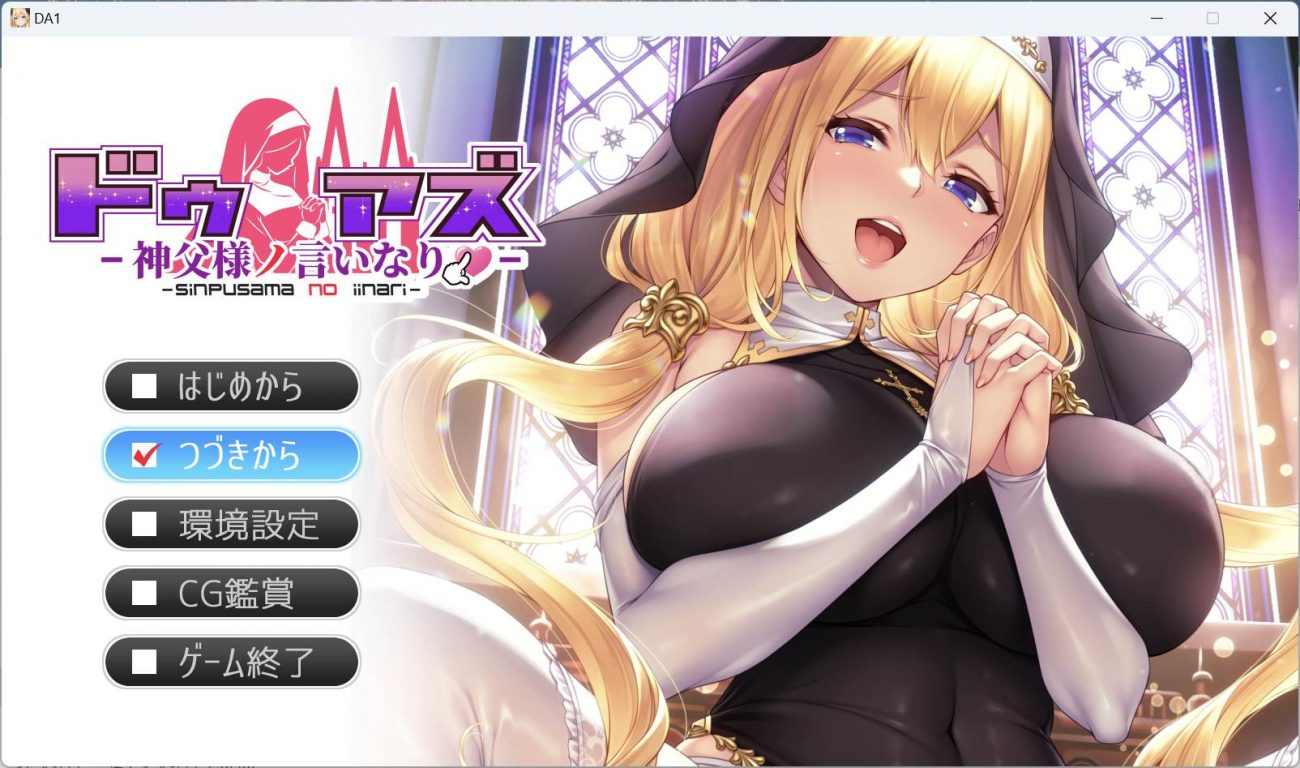 DA1
ドゥアズ
-神父様ノ言いなり-
-sinpusama no iinari-
はじめから
つづきから
環境設定
CG鑑賞
ゲーム終了